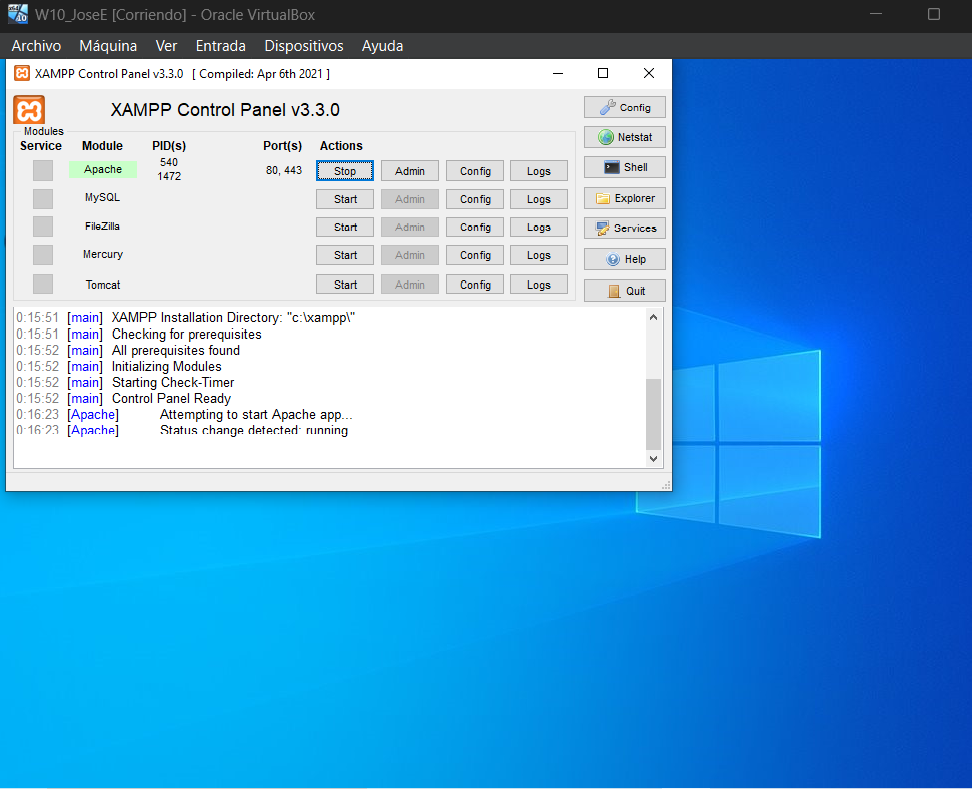 W10_JoseE [Corriendo] - Oracle VirtualBox
Archivo Máquina Ver Entrada Dispositivos Ayuda
XAMPP Control Panel v3.3.0 [ Compiled: Apr 6th 2021 ]
XAMPP Control Panel v3.3.0
Config
Netstat
Shell
Explorer
Services
Help
Quit
Modules
Service Module PID(s) Port(s) Actions
Apache 540 1472 80, 443 Stop Admin Config Logs
MySQL Start Admin Config Logs
FileZilla Start Admin Config Logs
Mercury Start Admin Config Logs
Tomcat Start Admin Config Logs
0:15:51 [main] XAMPP Installation Directory: "c:\xampp\"
0:15:51 [main] Checking for prerequisites
0:15:52 [main] All prerequisites found
0:15:52 [main] Initializing Modules
0:15:52 [main] Starting Check-Timer
0:15:52 [main] Control Panel Ready
0:16:23 [Apache] Attempting to start Apache app...
0:16:23 [Apache] Status change detected: running